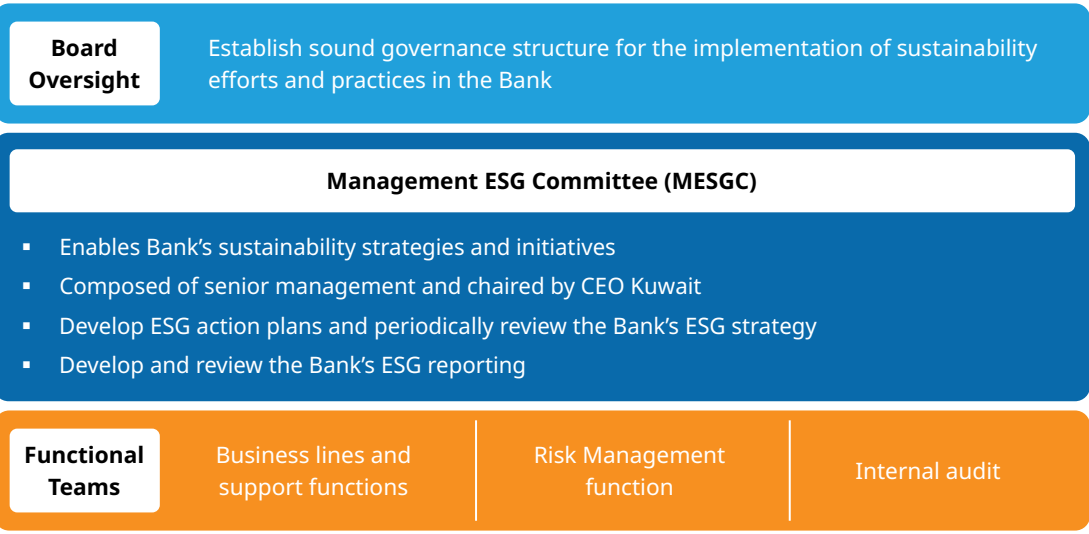 Board
Oversight
Establish sound governance structure for the implementation of sustainability
efforts and practices in the Bank
Management ESG Committee (MESGC)
▪ Enables Bank’s sustainability strategies and initiatives
▪ Composed of senior management and chaired by CEO Kuwait
▪ Develop ESG action plans and periodically review the Bank’s ESG strategy
▪ Develop and review the Bank’s ESG reporting
Functional
Teams
Business lines and
support functions
Risk Management
function
Internal audit